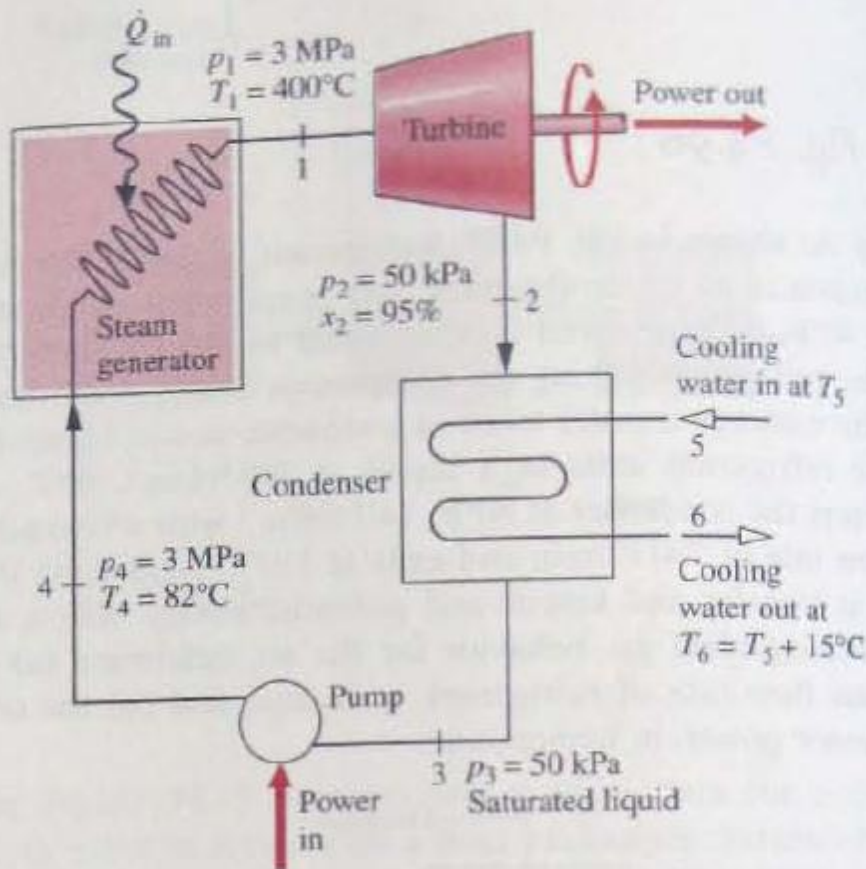 Q̇ in
p₁ = 3 MPa
T₁ = 400°C
1
Turbine
Power out
Steam
generator
p₂ = 50 kPa
x₂ = 95%
2
Cooling
water in at T₅
5
Condenser
6
Cooling
water out at
T₆ = T₅ + 15°C
4
p₄ = 3 MPa
T₄ = 82°C
Pump
3
p₃ = 50 kPa
Saturated liquid
Power
in